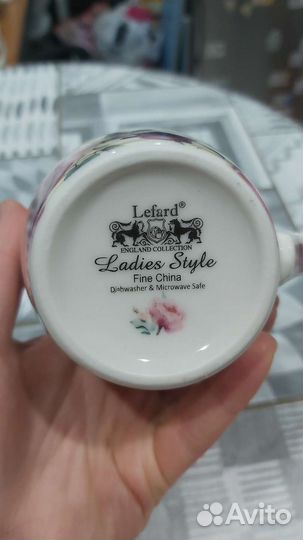 Lefard®
ENGLAND COLLECTION
Ladies Style
Fine China
Dishwasher & Microwave Safe
Avito